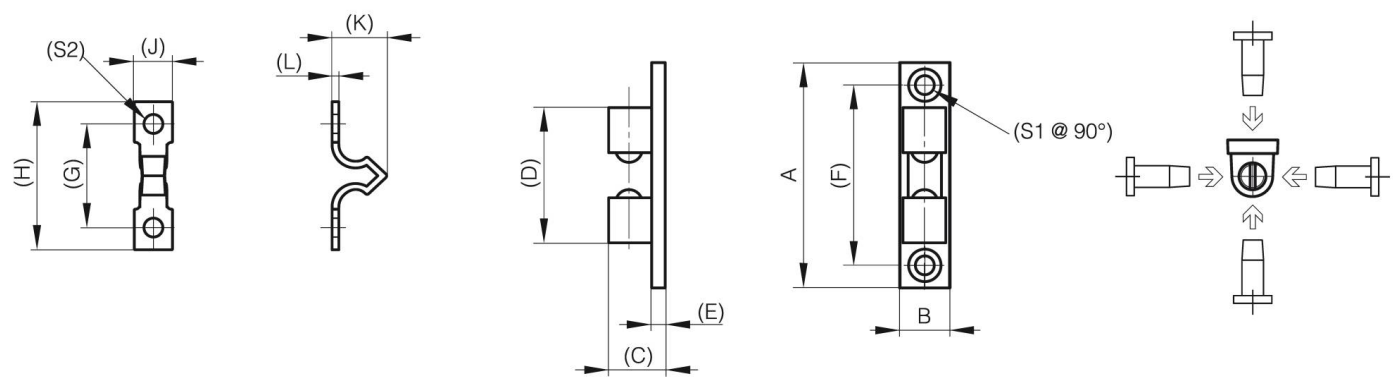 (S2)
(J)
(H)
(G)
(L)
(K)
(D)
(E)
(C)
A
(F)
B
(S1 @ 90°)